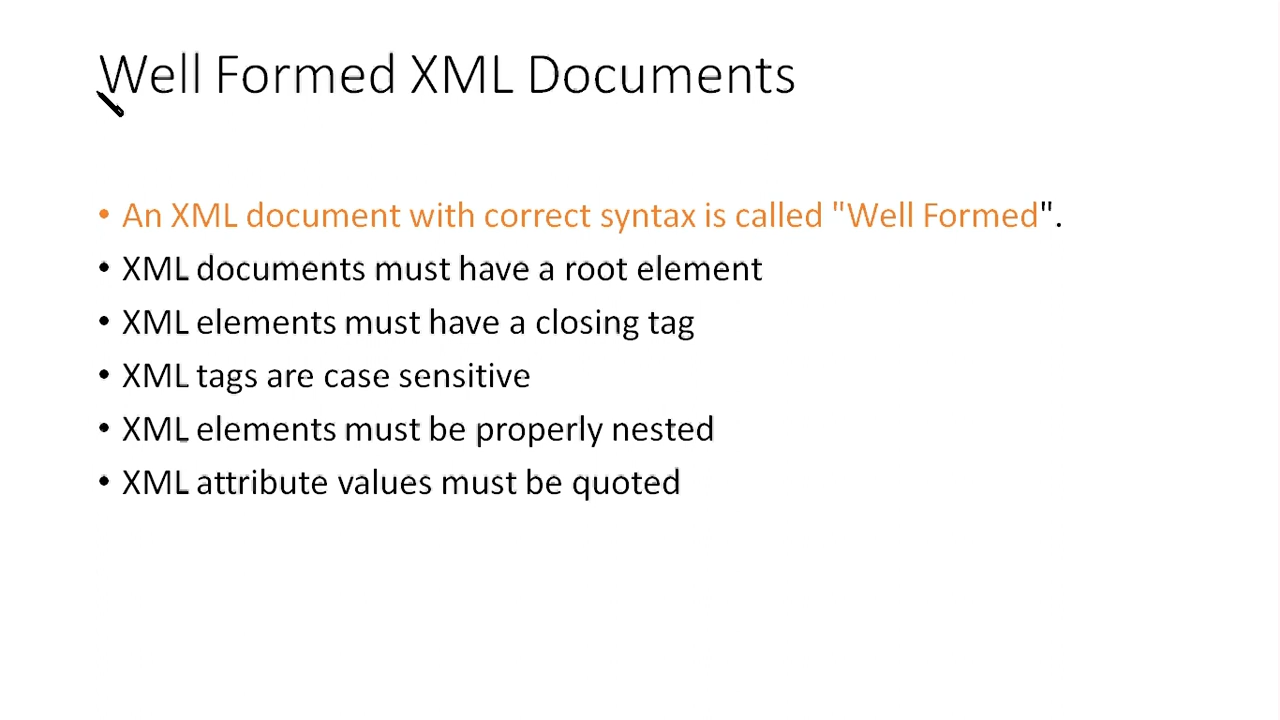 Well Formed XML Documents
• An XML document with correct syntax is called "Well Formed".
• XML documents must have a root element
• XML elements must have a closing tag
• XML tags are case sensitive
• XML elements must be properly nested
• XML attribute values must be quoted